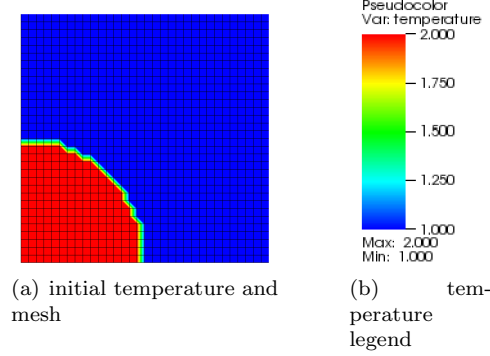 Pseudocolor
Var: temperature
2.000
1.750
1.500
1.250
1.000
Max: 2.000
Min: 1.000
(a) initial temperature and
mesh
(b) tem-
perature
legend